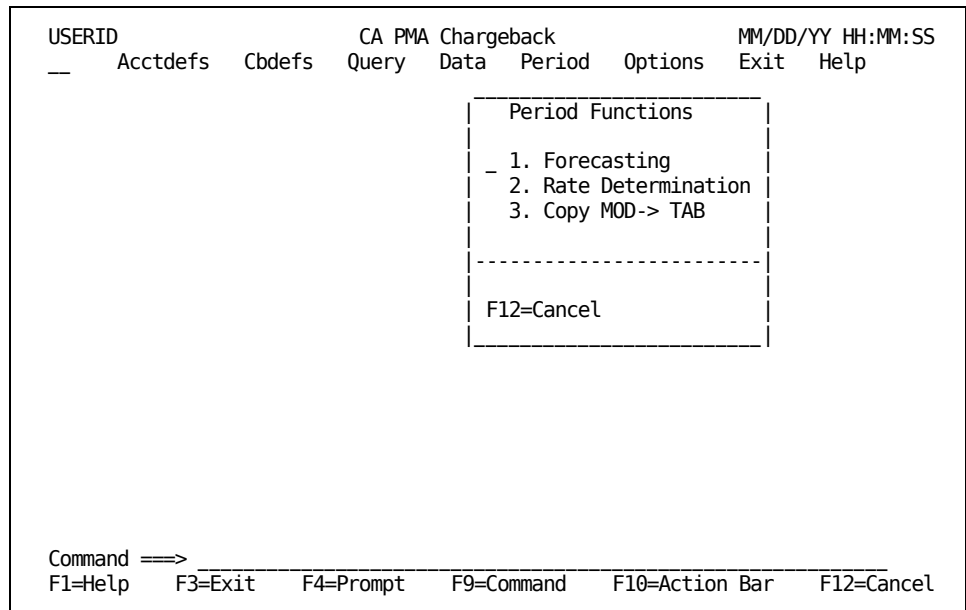 USERID CA PMA Chargeback MM/DD/YY HH:MM:SS
__ Acctdefs Cbdefs Query Data Period Options Exit Help
Period Functions
_ 1. Forecasting
2. Rate Determination
3. Copy MOD-> TAB
F12=Cancel
Command ===> ____________________________________________________________
F1=Help F3=Exit F4=Prompt F9=Command F10=Action Bar F12=Cancel